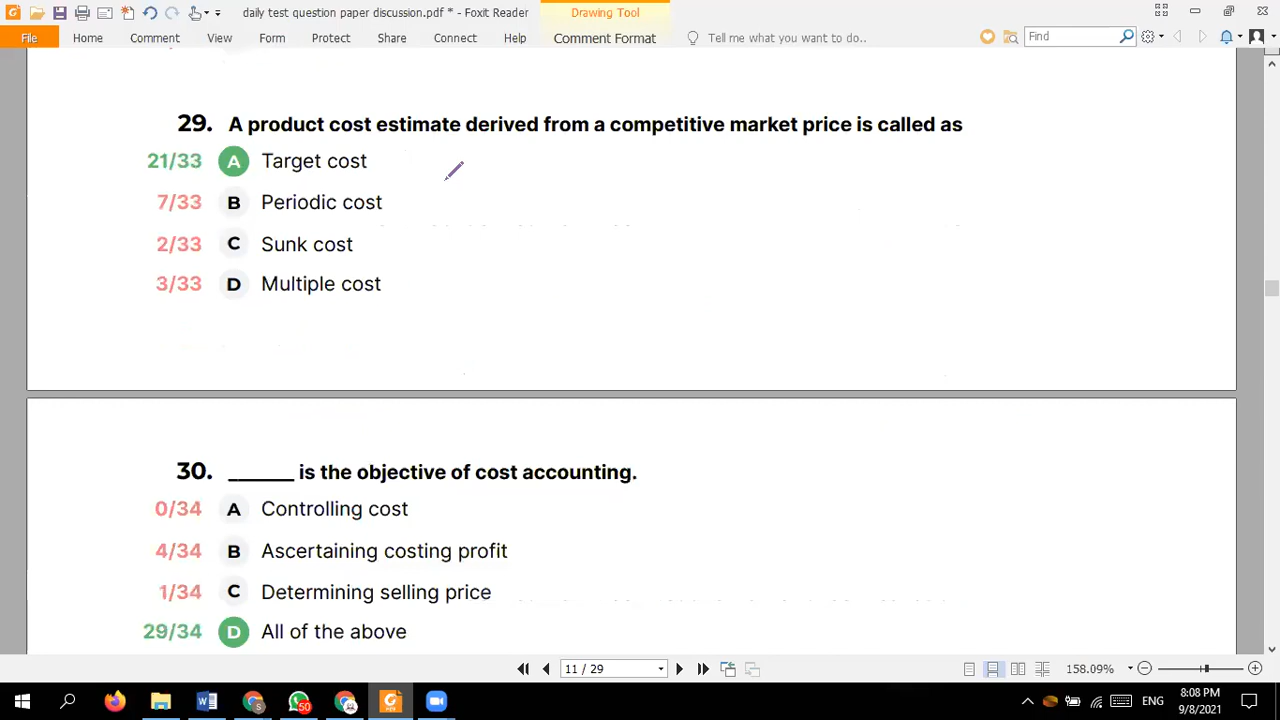 daily test question paper discussion.pdf * - Foxit Reader
Drawing Tool
File Home Comment View Form Protect Share Connect Help Comment Format Tell me what you want to do.. Find
29. A product cost estimate derived from a competitive market price is called as
21/33 A Target cost
7/33 B Periodic cost
2/33 C Sunk cost
3/33 D Multiple cost
30. ______ is the objective of cost accounting.
0/34 A Controlling cost
4/34 B Ascertaining costing profit
1/34 C Determining selling price
29/34 D All of the above
11 / 29
158.09%
W S 50 ENG
8:08 PM
9/8/2021